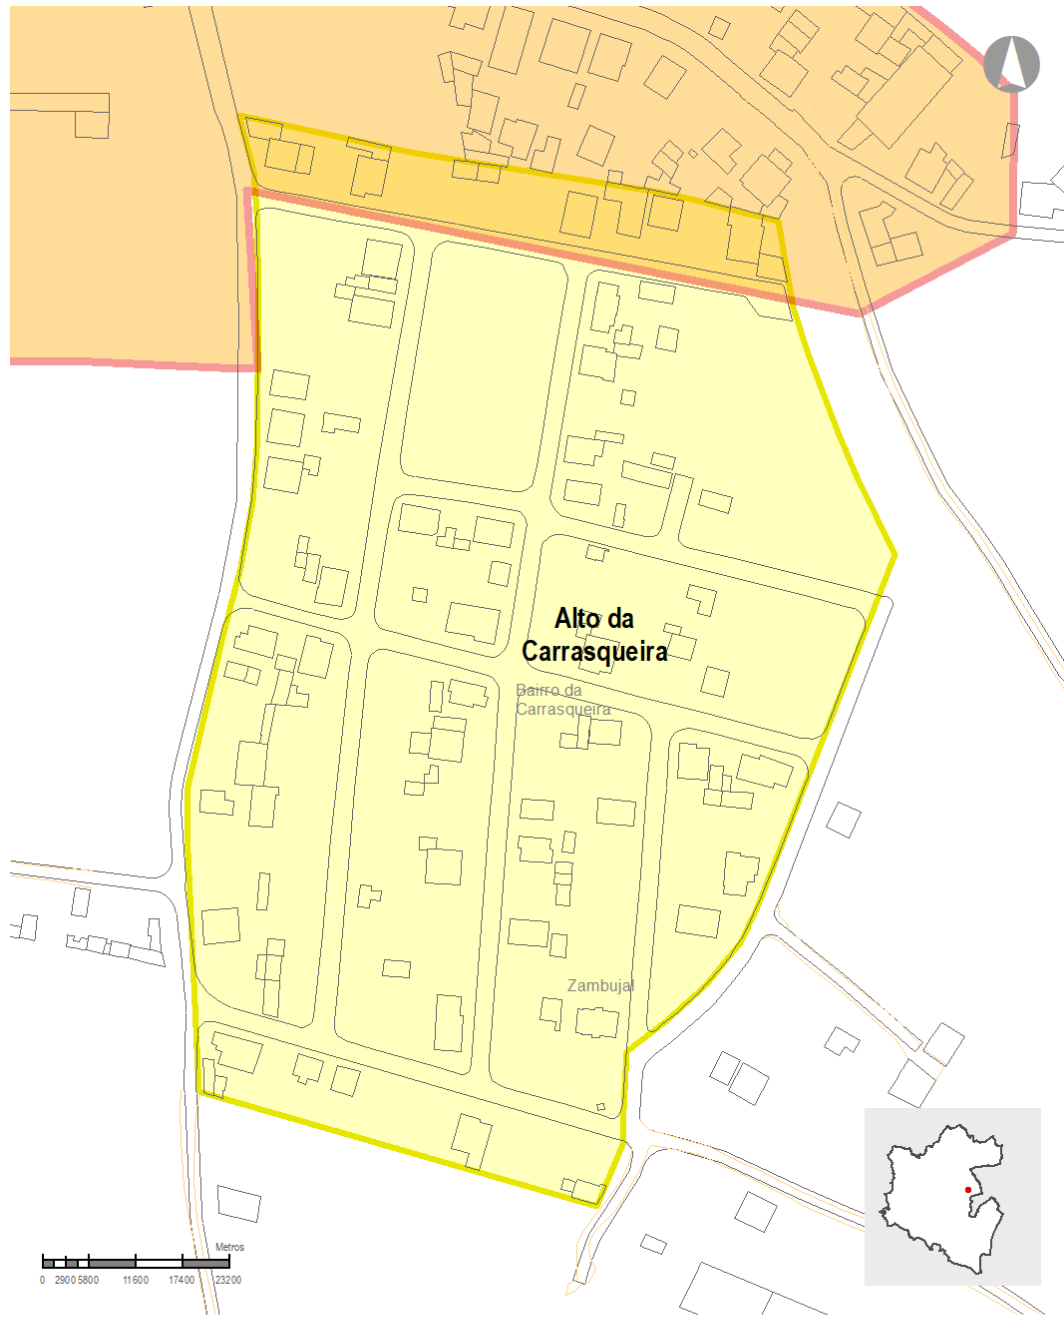 Alto da
Carrasqueira
Bairro da
Carrasqueira
Zambujal
Metros
0 2900 5800 11600 17400 23200